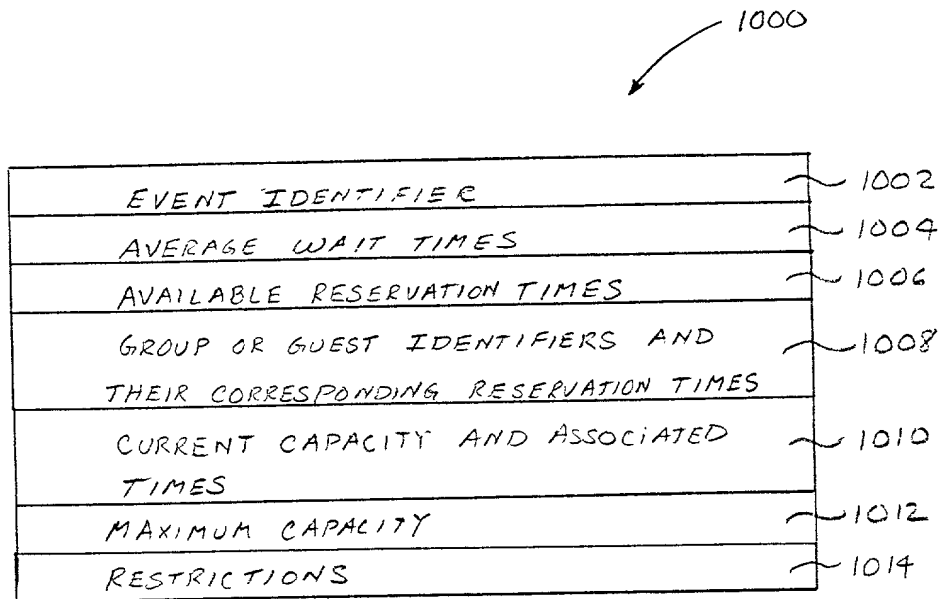 1000
EVENT IDENTIFIER 1002
AVERAGE WAIT TIMES 1004
AVAILABLE RESERVATION TIMES 1006
GROUP OR GUEST IDENTIFIERS AND 1008
THEIR CORRESPONDING RESERVATION TIMES
CURRENT CAPACITY AND ASSOCIATED 1010
TIMES
MAXIMUM CAPACITY 1012
RESTRICTIONS 1014